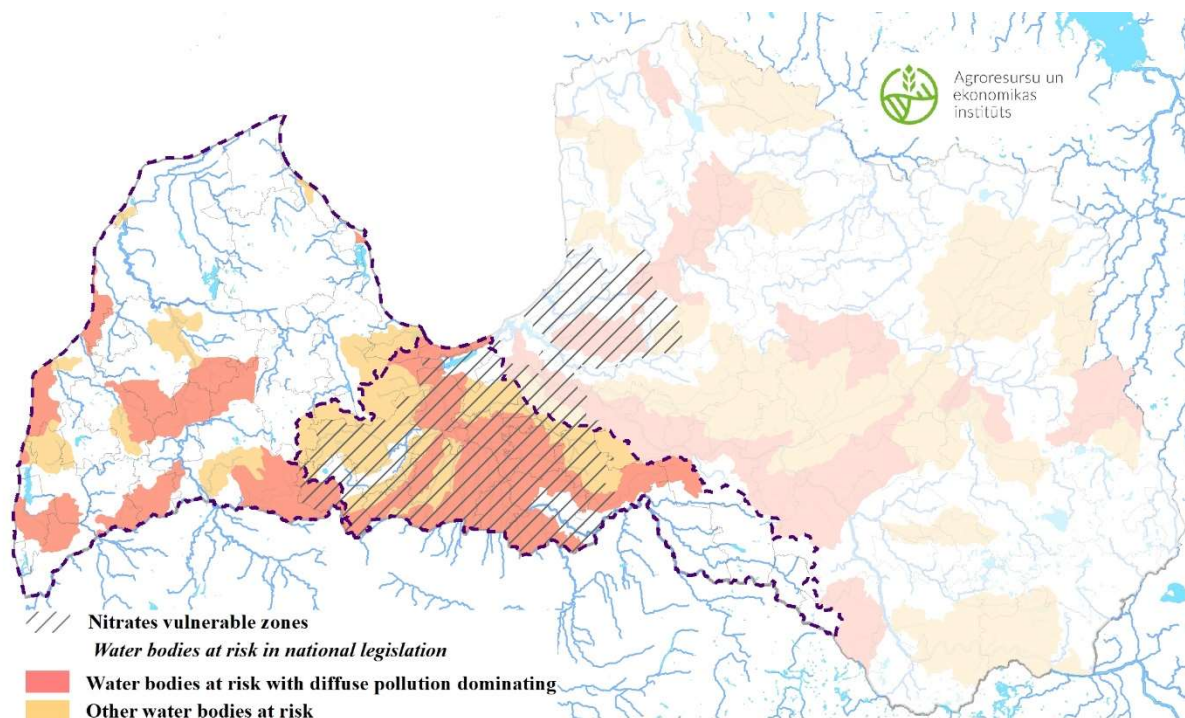 Agroresursu un
ekonomikas
institūts
Nitrates vulnerable zones
Water bodies at risk in national legislation
Water bodies at risk with diffuse pollution dominating
Other water bodies at risk